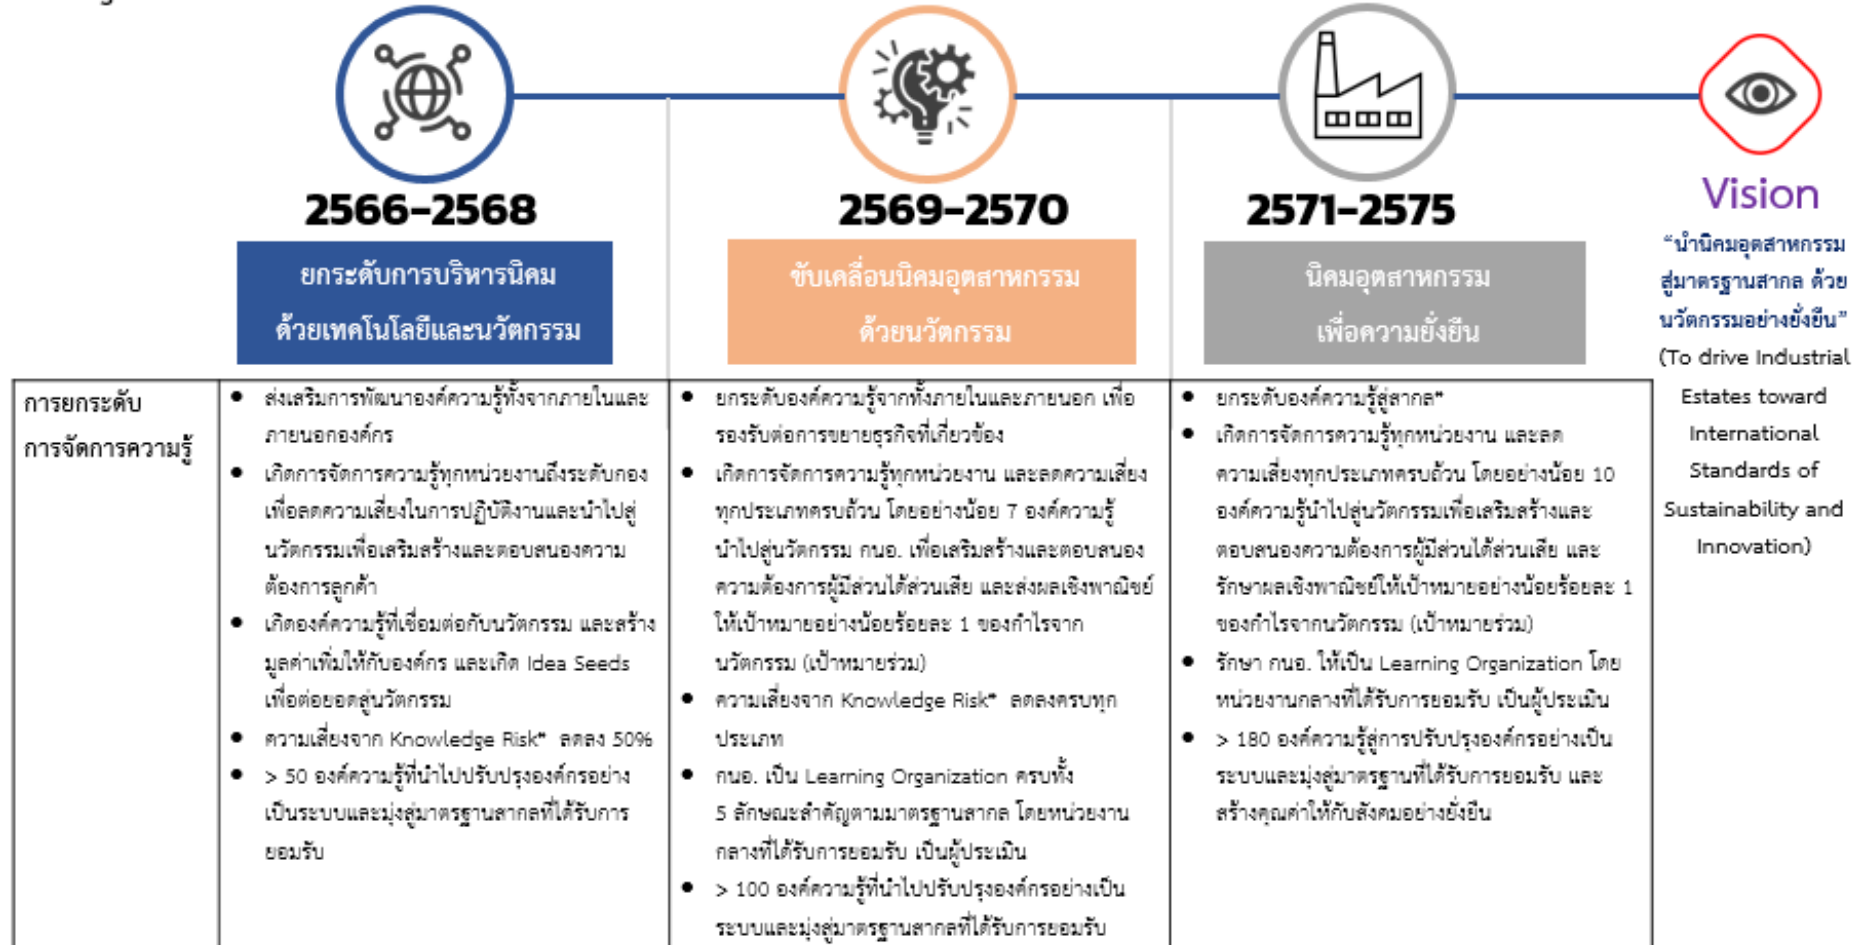 2566-2568
ยกระดับการบริหารนิคม
ด้วยเทคโนโลยีและนวัตกรรม
2569-2570
ขับเคลื่อนนิคมอุตสาหกรรม
ด้วยนวัตกรรม
2571-2575
นิคมอุตสาหกรรม
เพื่อความยั่งยืน
Vision
“นำนิคมอุตสาหกรรม
สู่มาตรฐานสากล ด้วย
นวัตกรรมอย่างยั่งยืน”
(To drive Industrial
Estates toward
International
Standards of
Sustainability and
Innovation)
การยกระดับ
การจัดการความรู้
● ส่งเสริมการพัฒนาองค์ความรู้ทั้งจากภายในและ
ภายนอกองค์กร
● เกิดการจัดการความรู้ทุกหน่วยงานถึงระดับกอง
เพื่อลดความเสี่ยงในการปฏิบัติงานและนำไปสู่
นวัตกรรมเพื่อเสริมสร้างและตอบสนองความ
ต้องการลูกค้า
● เกิดองค์ความรู้ที่เชื่อมต่อกับนวัตกรรม และสร้าง
มูลค่าเพิ่มให้กับองค์กร และเกิด Idea Seeds
เพื่อต่อยอดสู่นวัตกรรม
● ความเสี่ยงจาก Knowledge Risk* ลดลง 50%
● > 50 องค์ความรู้ที่นำไปปรับปรุงองค์กรอย่าง
เป็นระบบและมุ่งสู่มาตรฐานสากลที่ได้รับการ
ยอมรับ
● ยกระดับองค์ความรู้จากทั้งภายในและภายนอก เพื่อ
รองรับต่อการขยายธุรกิจที่เกี่ยวข้อง
● เกิดการจัดการความรู้ทุกหน่วยงาน และลดความเสี่ยง
ทุกประเภทครบถ้วน โดยอย่างน้อย 7 องค์ความรู้
นำไปสู่นวัตกรรม กนอ. เพื่อเสริมสร้างและตอบสนอง
ความต้องการผู้มีส่วนได้ส่วนเสีย และส่งผลเชิงพาณิชย์
ให้เป้าหมายอย่างน้อยร้อยละ 1 ของกำไรจาก
นวัตกรรม (เป้าหมายร่วม)
● ความเสี่ยงจาก Knowledge Risk* ลดลงครบทุก
ประเภท
● กนอ. เป็น Learning Organization ครบทั้ง
5 ลักษณะสำคัญตามมาตรฐานสากล โดยหน่วยงาน
กลางที่ได้รับการยอมรับ เป็นผู้ประเมิน
● > 100 องค์ความรู้ที่นำไปปรับปรุงองค์กรอย่างเป็น
ระบบและมุ่งสู่มาตรฐานสากลที่ได้รับการยอมรับ
● ยกระดับองค์ความรู้สู่สากล*
● เกิดการจัดการความรู้ทุกหน่วยงาน และลด
ความเสี่ยงทุกประเภทครบถ้วน โดยอย่างน้อย 10
องค์ความรู้นำไปสู่นวัตกรรมเพื่อเสริมสร้างและ
ตอบสนองความต้องการผู้มีส่วนได้ส่วนเสีย และ
รักษาผลเชิงพาณิชย์ให้เป้าหมายอย่างน้อยร้อยละ 1
ของกำไรจากนวัตกรรม (เป้าหมายร่วม)
● รักษา กนอ. ให้เป็น Learning Organization โดย
หน่วยงานกลางที่ได้รับการยอมรับ เป็นผู้ประเมิน
● > 180 องค์ความรู้สู่การปรับปรุงองค์กรอย่างเป็น
ระบบและมุ่งสู่มาตรฐานที่ได้รับการยอมรับ และ
สร้างคุณค่าให้กับสังคมอย่างยั่งยืน